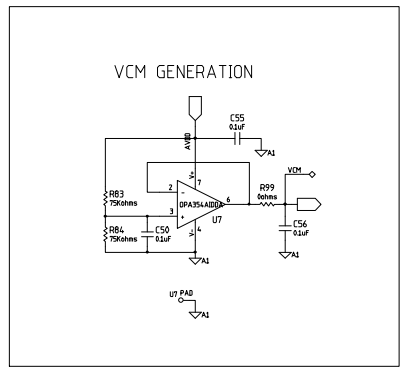 VCM GENERATION
AVDD
C55
0.1uF
A1
V+
7
2
-
R99
0ohms
VCM
6
OPA354AIDDA
U7
3
+
R83
75Kohms
R84
75Kohms
C50
0.1uF
V-
4
A1
C56
0.1uF
A1
U7 PAD
A1